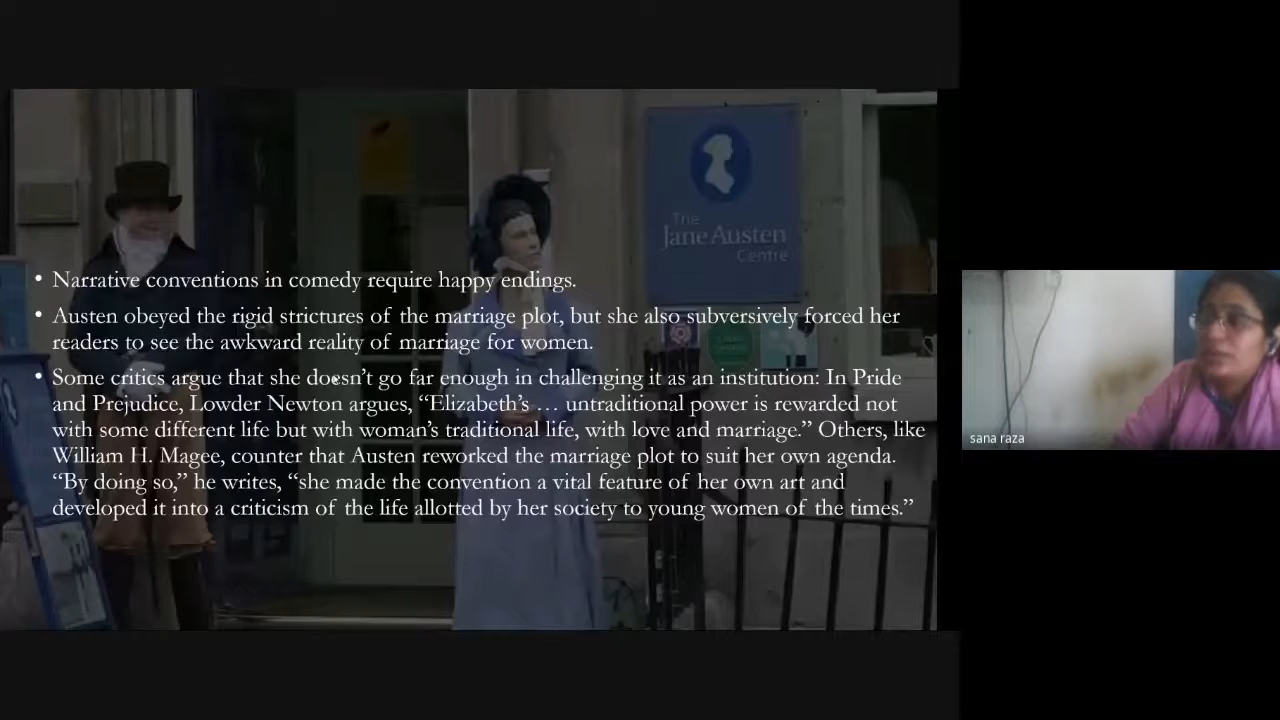 The
Jane Austen
Centre
• Narrative conventions in comedy require happy endings.
• Austen obeyed the rigid strictures of the marriage plot, but she also subversively forced her
readers to see the awkward reality of marriage for women.
• Some critics argue that she doesn’t go far enough in challenging it as an institution: In Pride
and Prejudice, Lowder Newton argues, “Elizabeth’s … untraditional power is rewarded not
with some different life but with woman’s traditional life, with love and marriage.” Others, like
William H. Magee, counter that Austen reworked the marriage plot to suit her own agenda.
“By doing so,” he writes, “she made the convention a vital feature of her own art and
developed it into a criticism of the life allotted by her society to young women of the times.”
sana raza